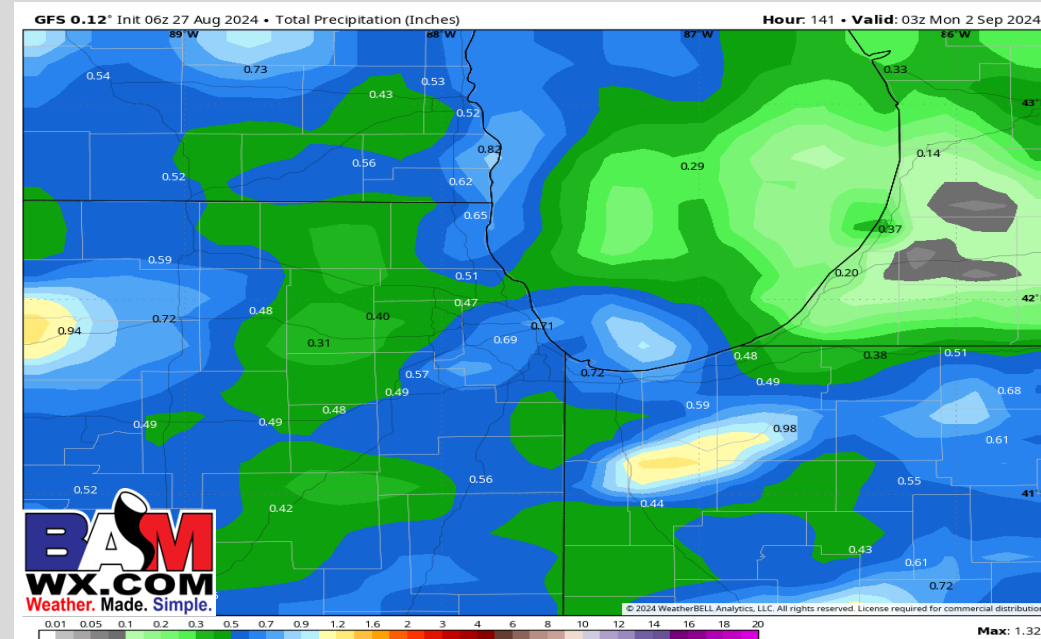 GFS 0.12° Init 06z 27 Aug 2024 • Total Precipitation (Inches)
Hour: 141 • Valid: 03z Mon 2 Sep 2024
89°W 88°W 87°W 86°W
0.54 0.73 0.53 0.33
0.43 0.52 43°
0.82 0.14
0.56 0.29
0.52 0.62
0.65 0.37
0.59 0.51 0.20
0.47 42°
0.72 0.48 0.40 0.71
0.94 0.31 0.69
0.48 0.38 0.51
0.57 0.72 0.49 0.68
0.49 0.59
0.48
0.49 0.49 0.98 0.61
0.52 0.56 0.55 41°
0.42 0.44
0.43
0.61
0.72
BAM
WX.COM
Weather. Made. Simple.
© 2024 WeatherBELL Analytics, LLC. All rights reserved. License required for commercial distribution
0.01 0.05 0.1 0.2 0.3 0.5 0.7 0.9 1.2 1.6 2 3 4 6 8 10 12 14 16 18 20
Max: 1.32